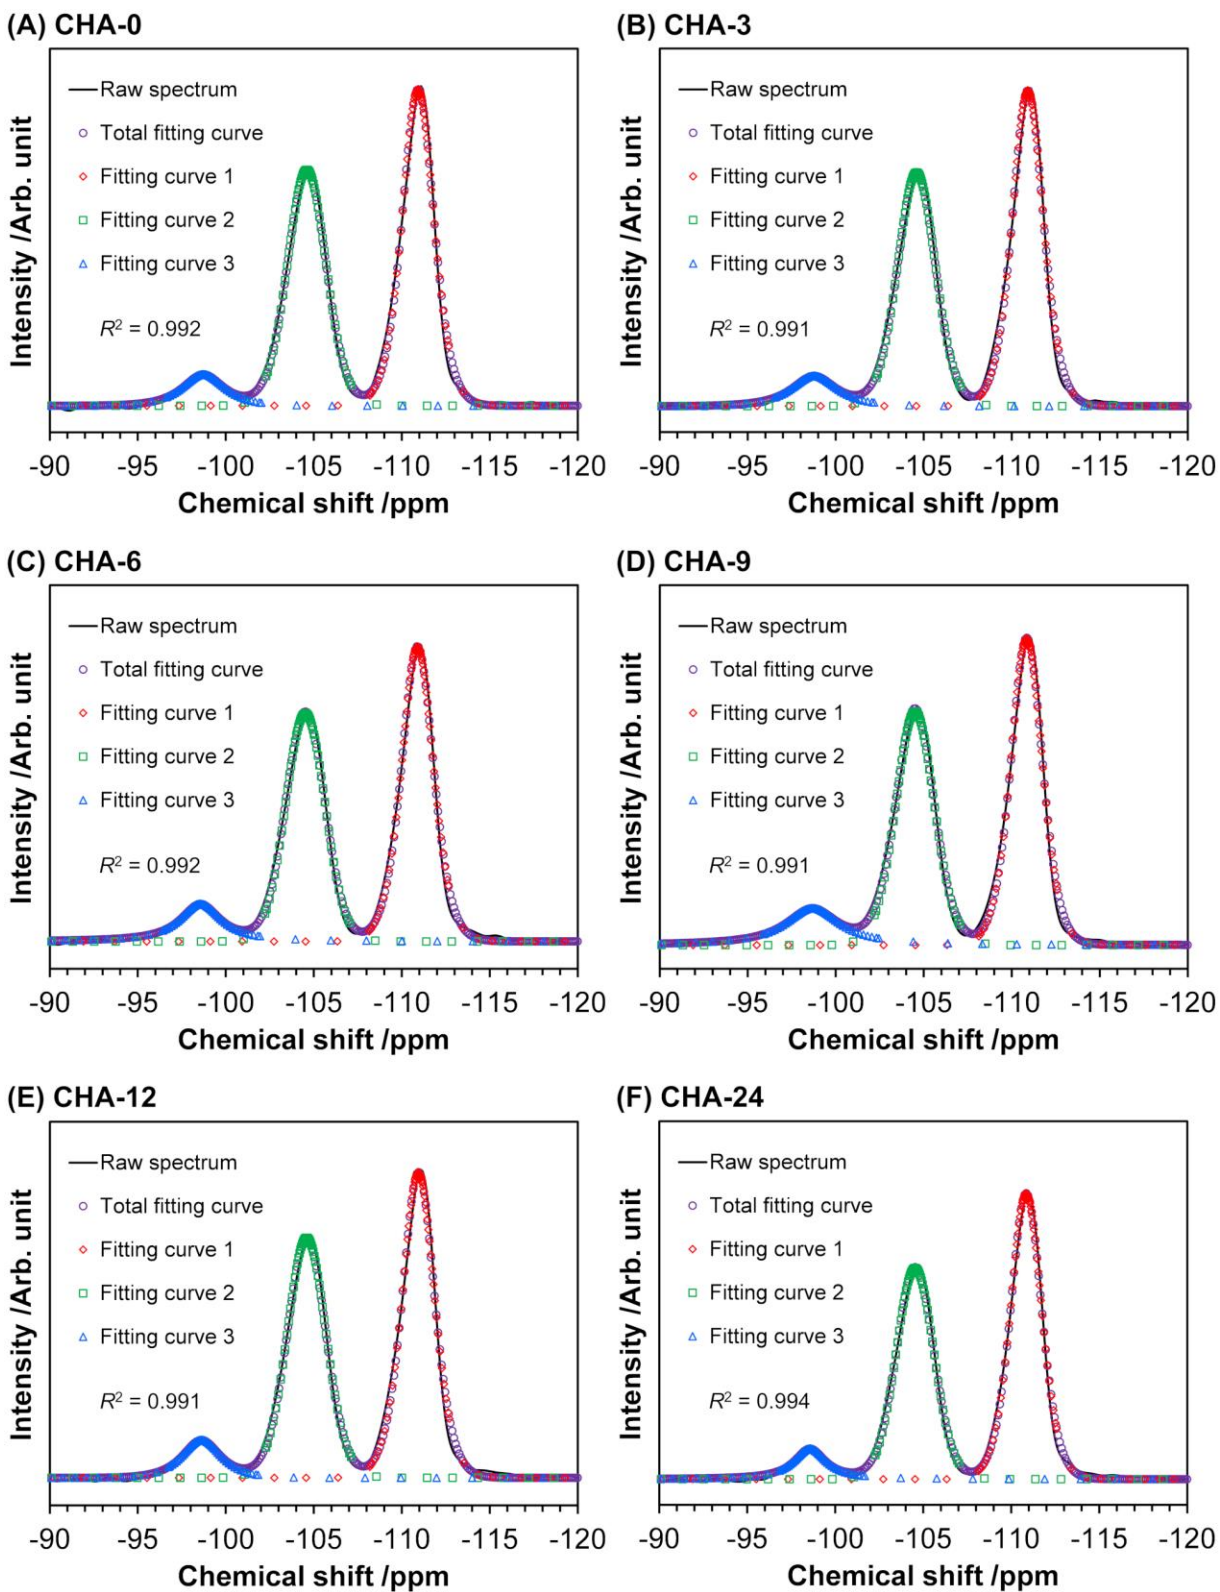 (A) CHA-0
Intensity /Arb. unit
Raw spectrum
Total fitting curve
Fitting curve 1
Fitting curve 2
Fitting curve 3
R² = 0.992
-90 -95 -100 -105 -110 -115 -120
Chemical shift /ppm
(B) CHA-3
Intensity /Arb. unit
Raw spectrum
Total fitting curve
Fitting curve 1
Fitting curve 2
Fitting curve 3
R² = 0.991
-90 -95 -100 -105 -110 -115 -120
Chemical shift /ppm
(C) CHA-6
Intensity /Arb. unit
Raw spectrum
Total fitting curve
Fitting curve 1
Fitting curve 2
Fitting curve 3
R² = 0.992
-90 -95 -100 -105 -110 -115 -120
Chemical shift /ppm
(D) CHA-9
Intensity /Arb. unit
Raw spectrum
Total fitting curve
Fitting curve 1
Fitting curve 2
Fitting curve 3
R² = 0.991
-90 -95 -100 -105 -110 -115 -120
Chemical shift /ppm
(E) CHA-12
Intensity /Arb. unit
Raw spectrum
Total fitting curve
Fitting curve 1
Fitting curve 2
Fitting curve 3
R² = 0.991
-90 -95 -100 -105 -110 -115 -120
Chemical shift /ppm
(F) CHA-24
Intensity /Arb. unit
Raw spectrum
Total fitting curve
Fitting curve 1
Fitting curve 2
Fitting curve 3
R² = 0.994
-90 -95 -100 -105 -110 -115 -120
Chemical shift /ppm